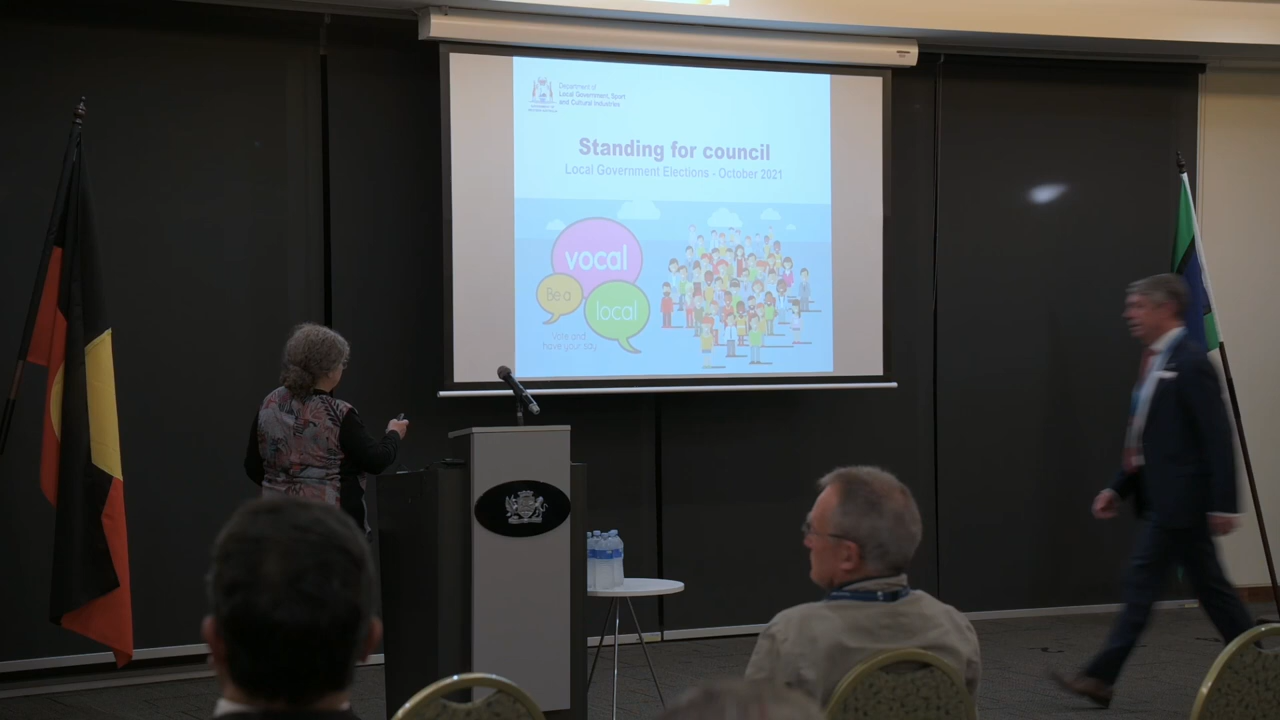 Department of
Local Government, Sport
and Cultural Industries
Standing for council
Local Government Elections - October 2021
vocal
Be a
local
Vote and
have your say